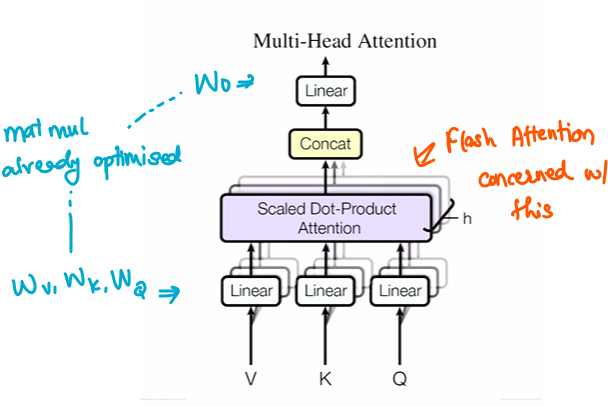 Multi-Head Attention
Wo ⇒
Linear
mat mul
already optimised
Concat
Flash Attention
concerned w/
this
Scaled Dot-Product
Attention
h
Wv, Wk, WQ ⇒
Linear
Linear
Linear
V
K
Q